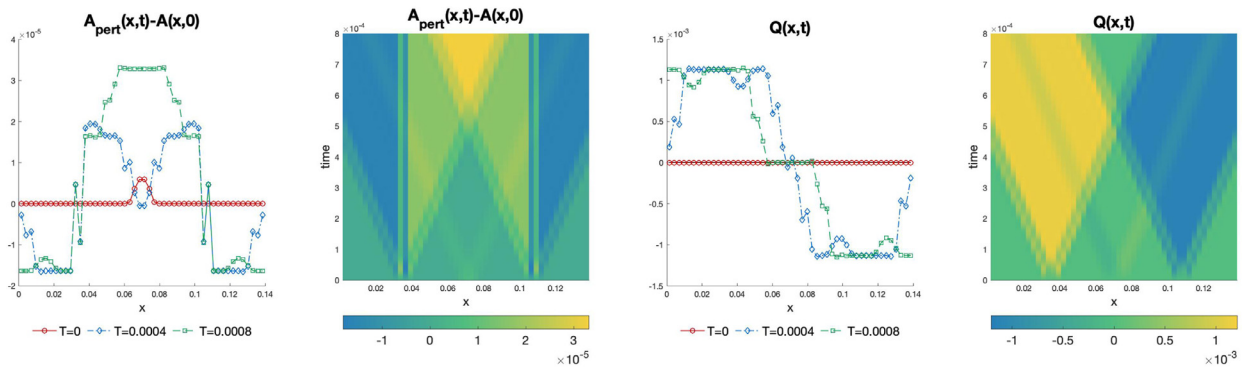 A_pert(x,t)-A(x,0)
×10^-5
4
3
2
1
0
-1
-2
0 0.02 0.04 0.06 0.08 0.1 0.12 0.14
x
T=0 T=0.0004 T=0.0008
A_pert(x,t)-A(x,0)
×10^-4
8
7
6
5
4
3
2
1
0
time
0.02 0.04 0.06 0.08 0.1 0.12
x
-1 0 1 2 3
×10^-5
Q(x,t)
×10^-3
1.5
1
0.5
0
-0.5
-1
-1.5
0 0.02 0.04 0.06 0.08 0.1 0.12 0.14
x
T=0 T=0.0004 T=0.0008
Q(x,t)
×10^-4
8
7
6
5
4
3
2
1
0
time
0.02 0.04 0.06 0.08 0.1 0.12
x
-1 -0.5 0 0.5 1
×10^-3